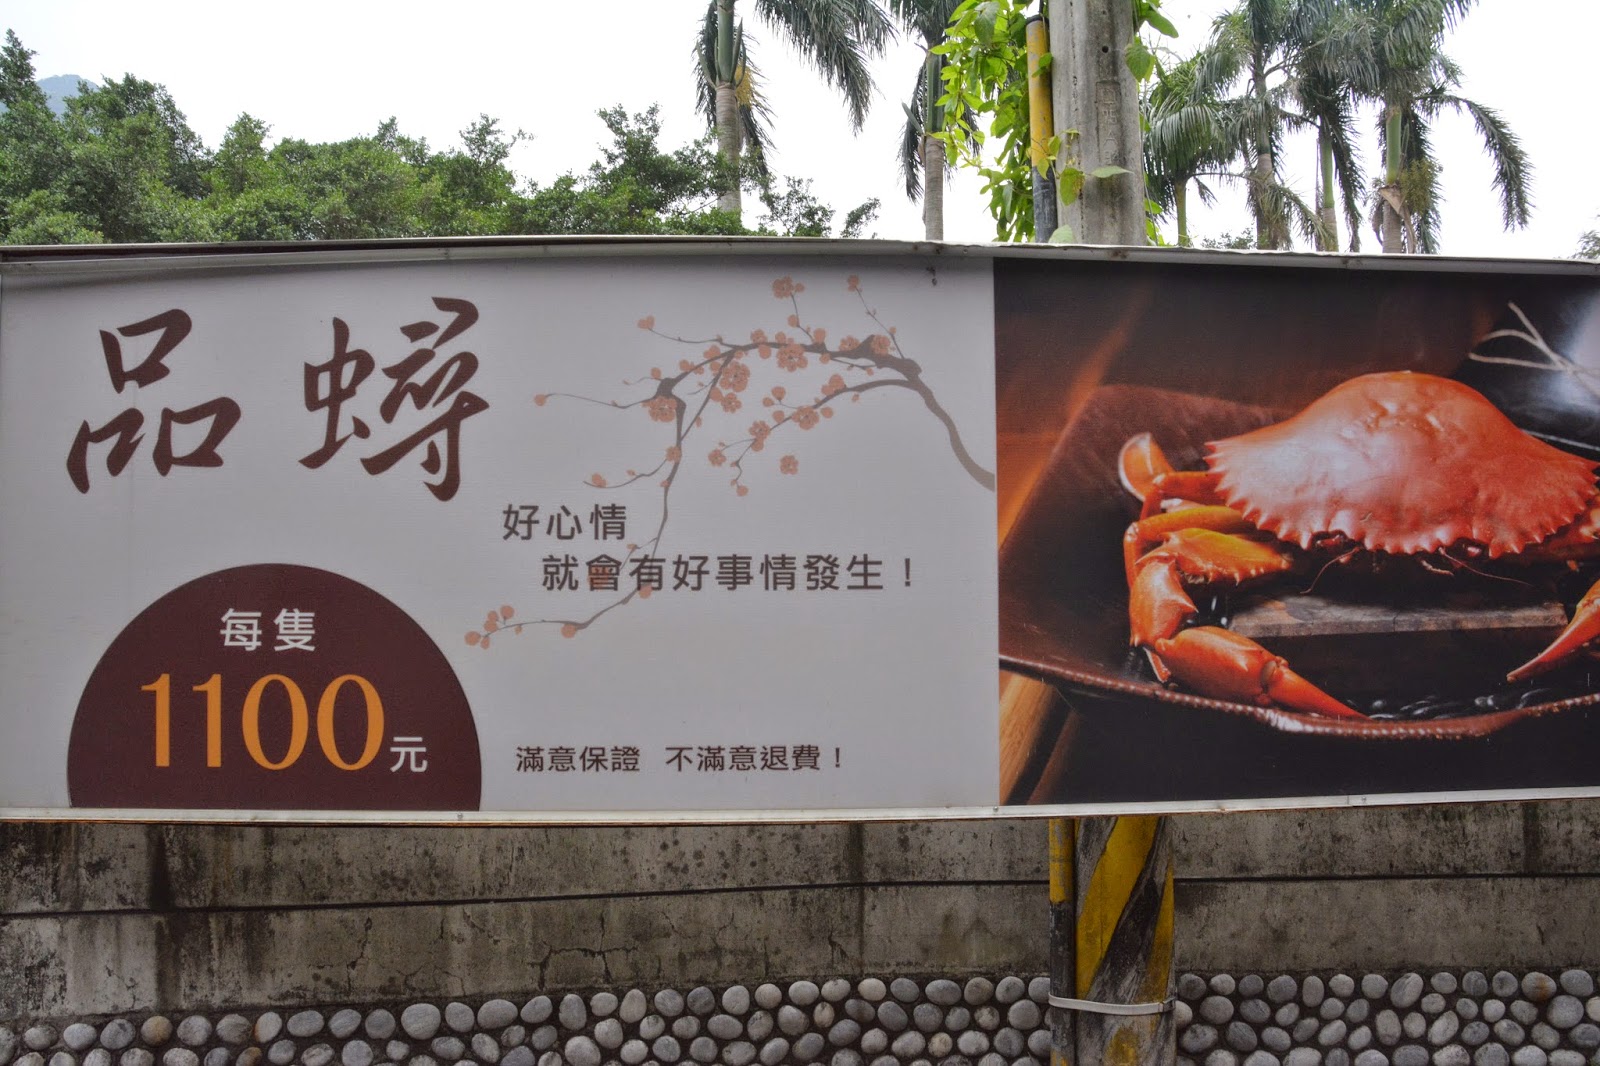 品蟳
好心情
就會有好事情發生！
每隻
1100元
滿意保證 不滿意退費！